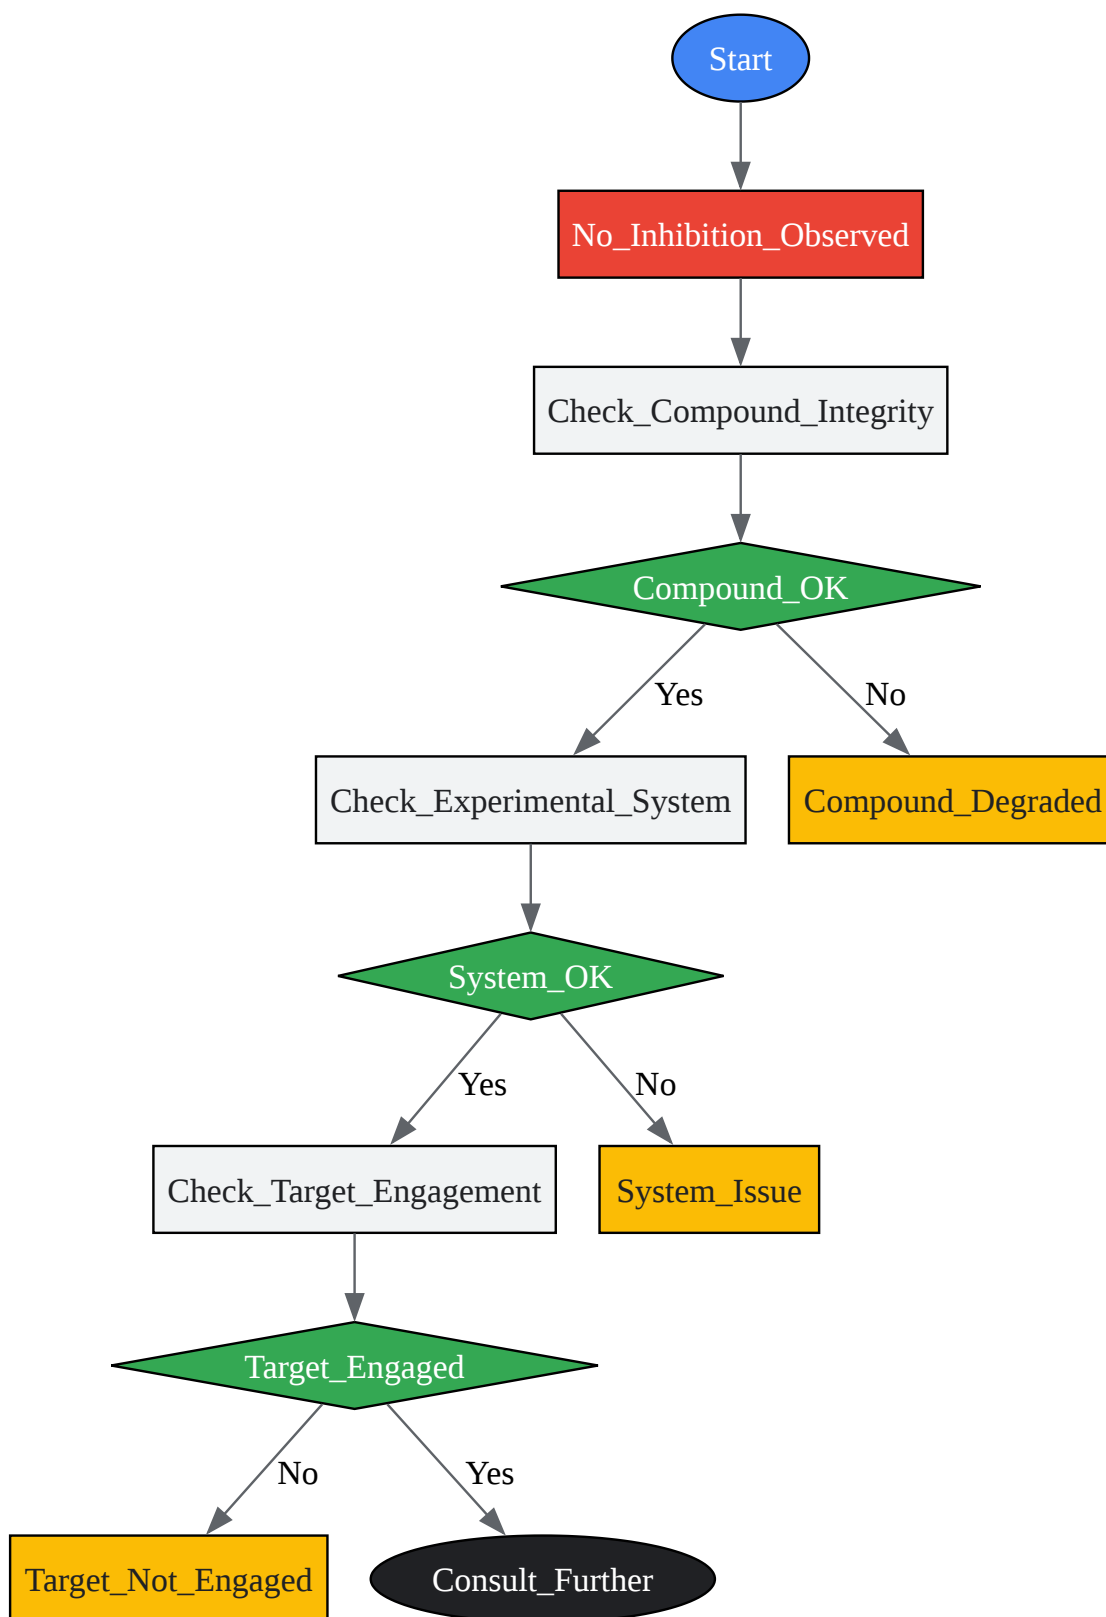 Start
No_Inhibition_Observed
Check_Compound_Integrity
Compound_OK
Yes
No
Check_Experimental_System
Compound_Degraded
System_OK
Yes
No
Check_Target_Engagement
System_Issue
Target_Engaged
No
Yes
Target_Not_Engaged
Consult_Further